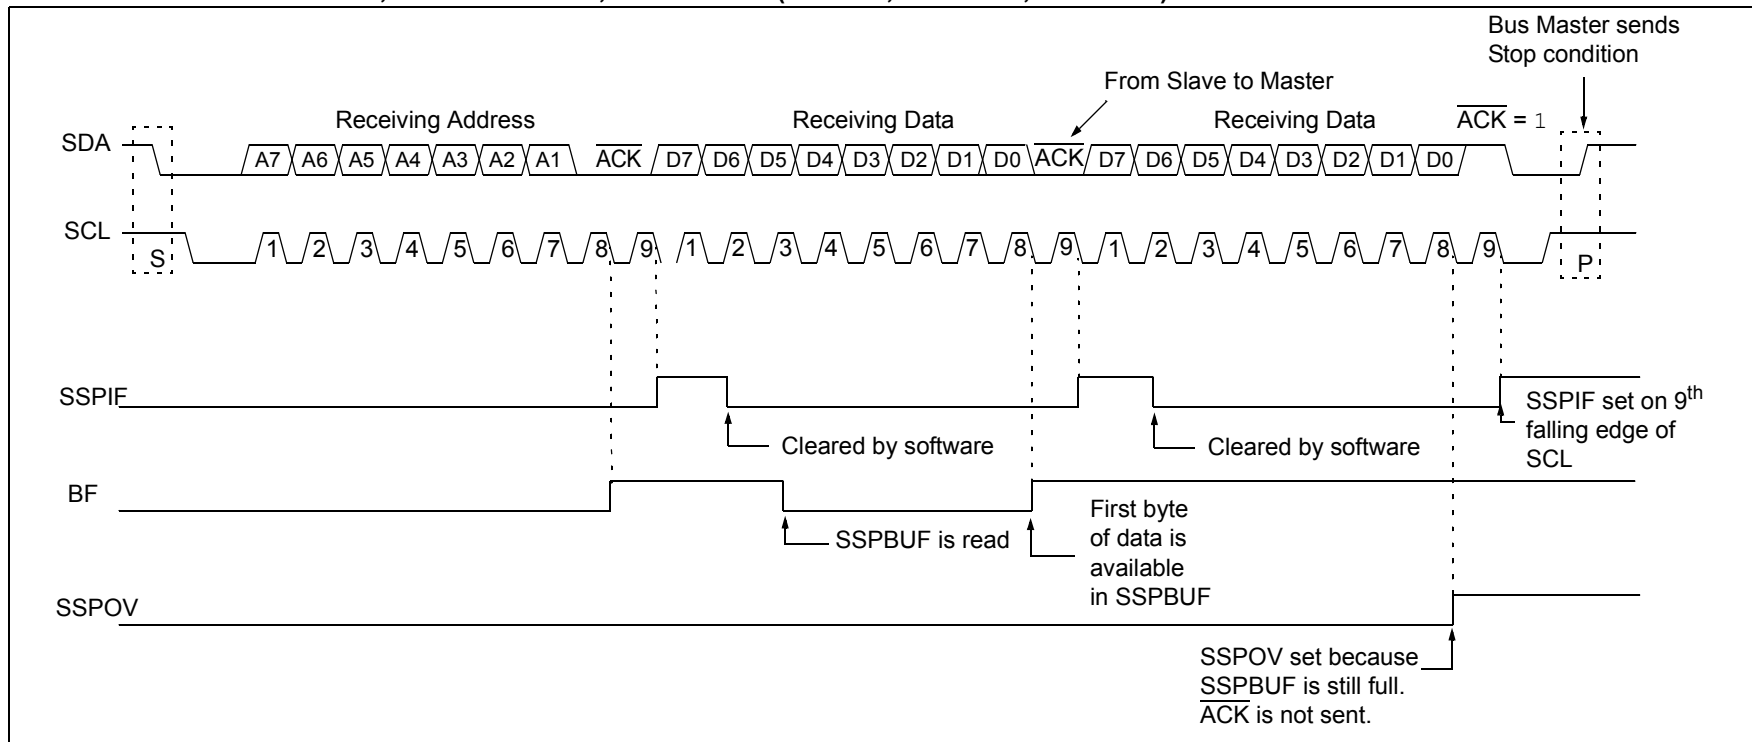 Bus Master sends
Stop condition
From Slave to Master
Receiving Address
Receiving Data
Receiving Data
ACK = 1
SDA
A7 A6 A5 A4 A3 A2 A1 ACK D7 D6 D5 D4 D3 D2 D1 D0 ACK D7 D6 D5 D4 D3 D2 D1 D0
SCL
S
1 2 3 4 5 6 7 8 9 1 2 3 4 5 6 7 8 9 1 2 3 4 5 6 7 8 9
P
SSPIF
Cleared by software
Cleared by software
SSPIF set on 9th
falling edge of
SCL
BF
SSPBUF is read
First byte
of data is
available
in SSPBUF
SSPOV
SSPOV set because
SSPBUF is still full.
ACK is not sent.